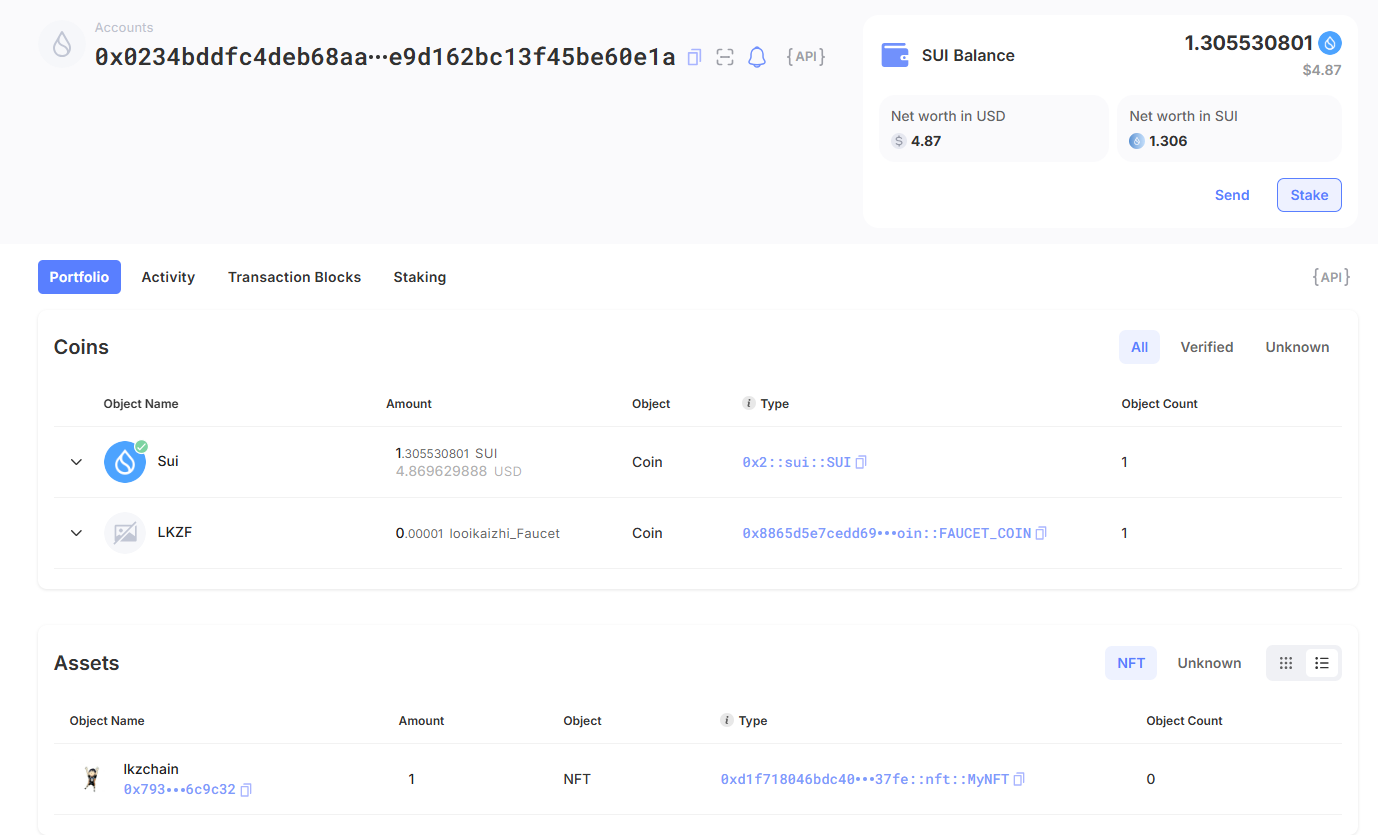 Accounts
0x0234bddfc4deb68aa···e9d162bc13f45be60e1a {API}
SUI Balance 1.305530801
$4.87
Net worth in USD Net worth in SUI
$ 4.87 1.306
Send Stake
Portfolio Activity Transaction Blocks Staking {API}
Coins All Verified Unknown
Object Name Amount Object i Type Object Count
Sui 1.305530801 SUI Coin 0x2::sui::SUI 1
4.869629888 USD
LKZF 0.00001 looikaizhi_Faucet Coin 0x8865d5e7cedd69•••oin::FAUCET_COIN 1
Assets NFT Unknown
Object Name Amount Object i Type Object Count
lkzchain 1 NFT 0xd1f718046bdc40•••37fe::nft::MyNFT 0
0x793•••6c9c32